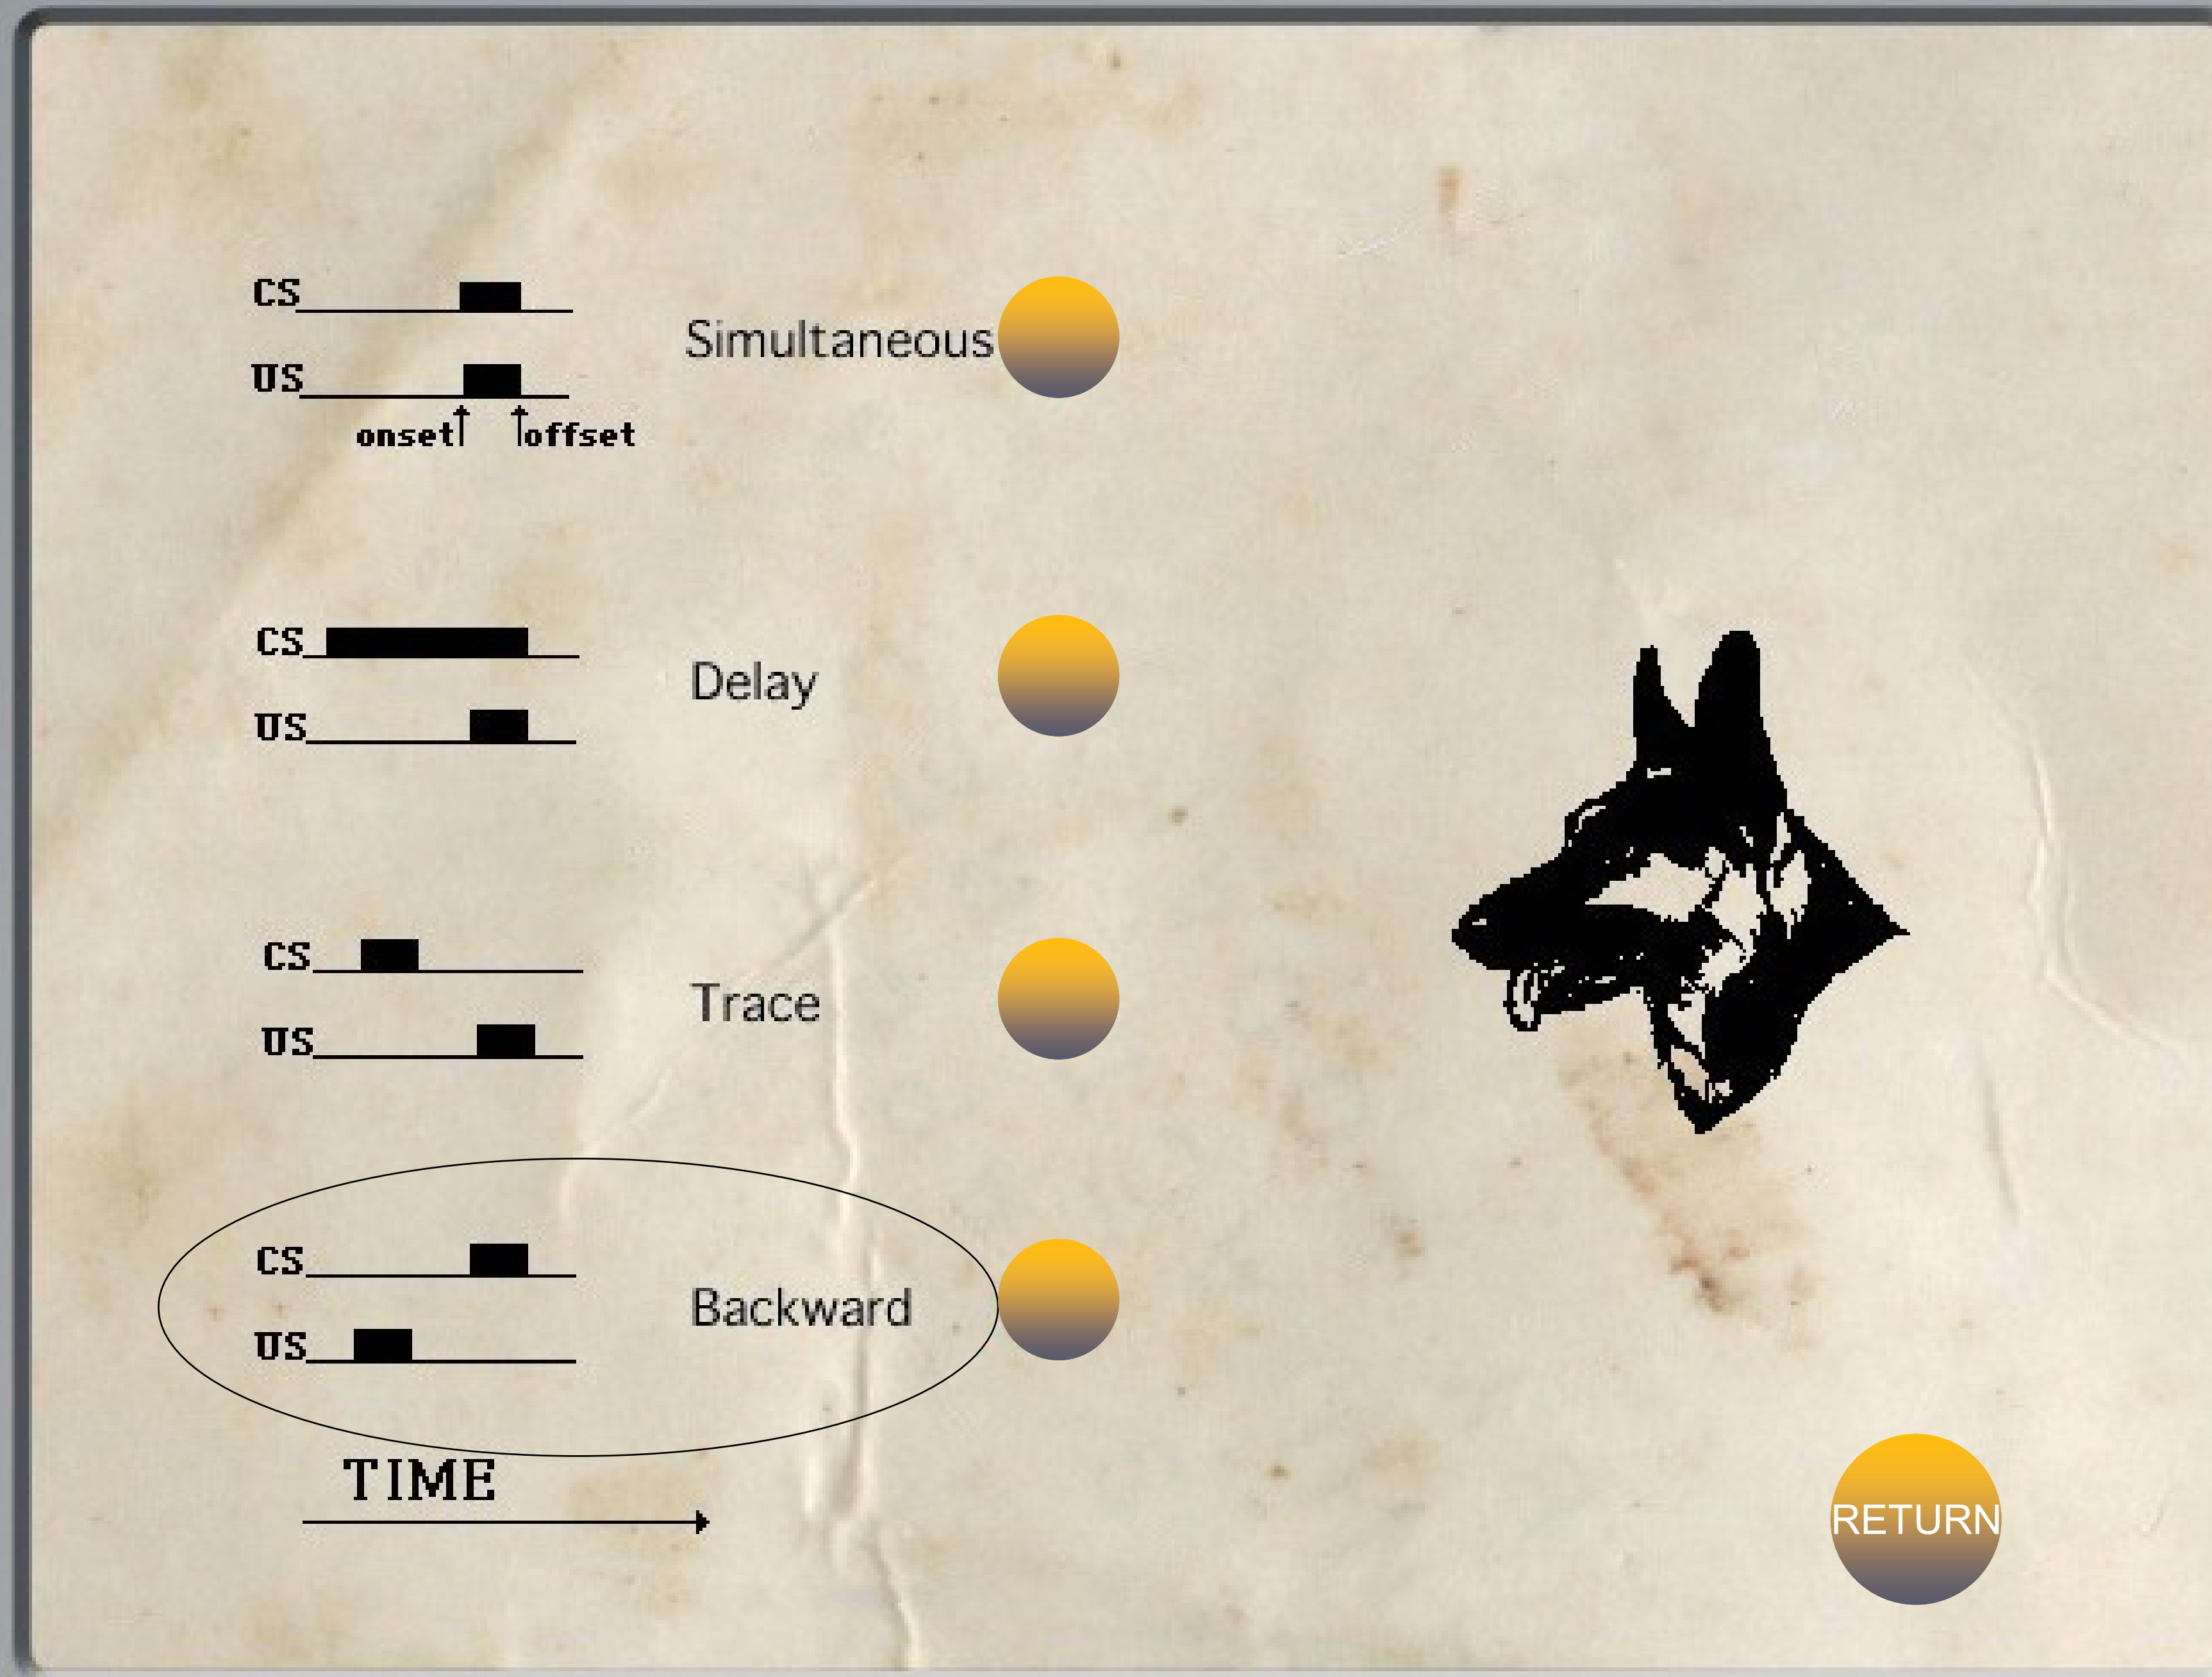 CS
US
Simultaneous
onset offset
CS
US
Delay
CS
US
Trace
CS
US
Backward
TIME
RETURN